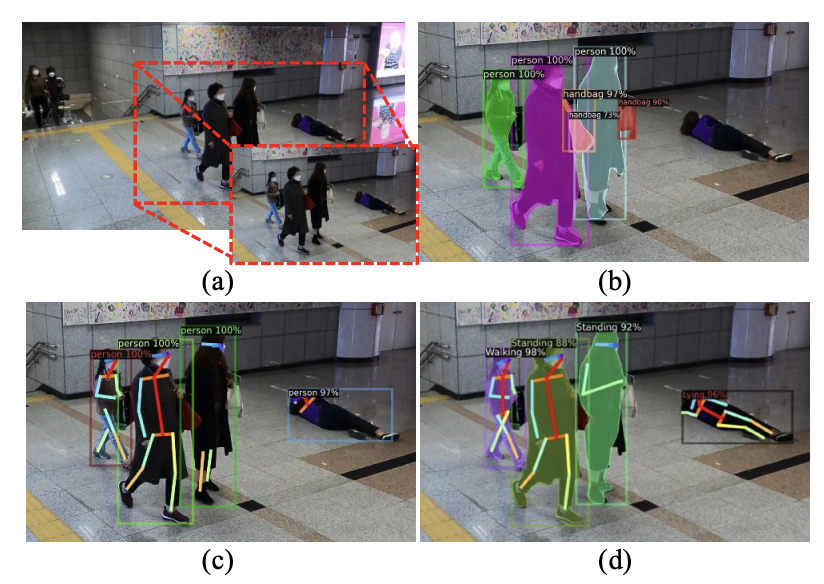 (a)
person 100%
person 100%
person 100%
handbag 97%
handbag 90%
handbag 73%
(b)
person 100%
person 100%
person 100%
person 97%
(c)
Standing 92%
Standing 88%
Walking 98%
Lying 96%
(d)